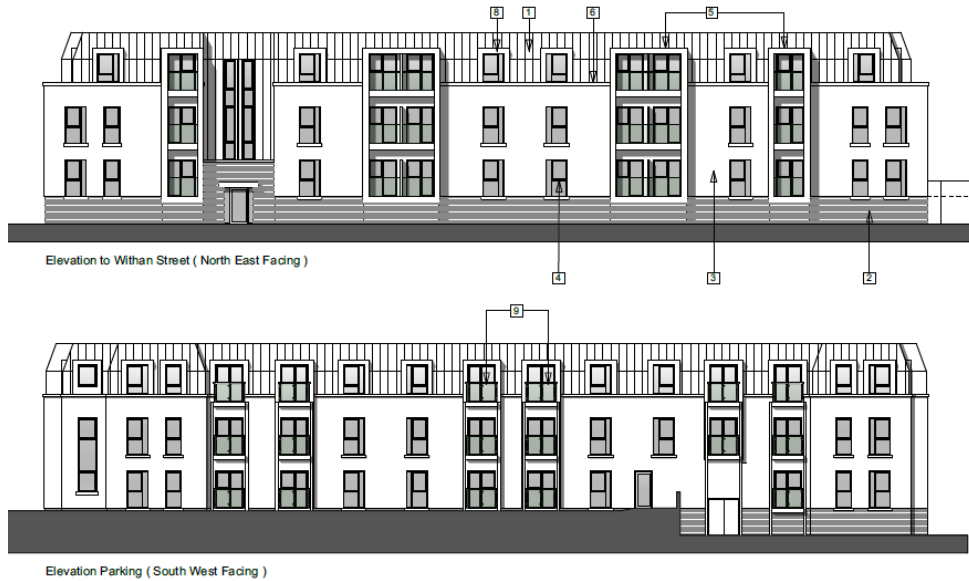 8 1 6 5
Elevation to Withan Street ( North East Facing )
4 3 2
9
Elevation Parking ( South West Facing )